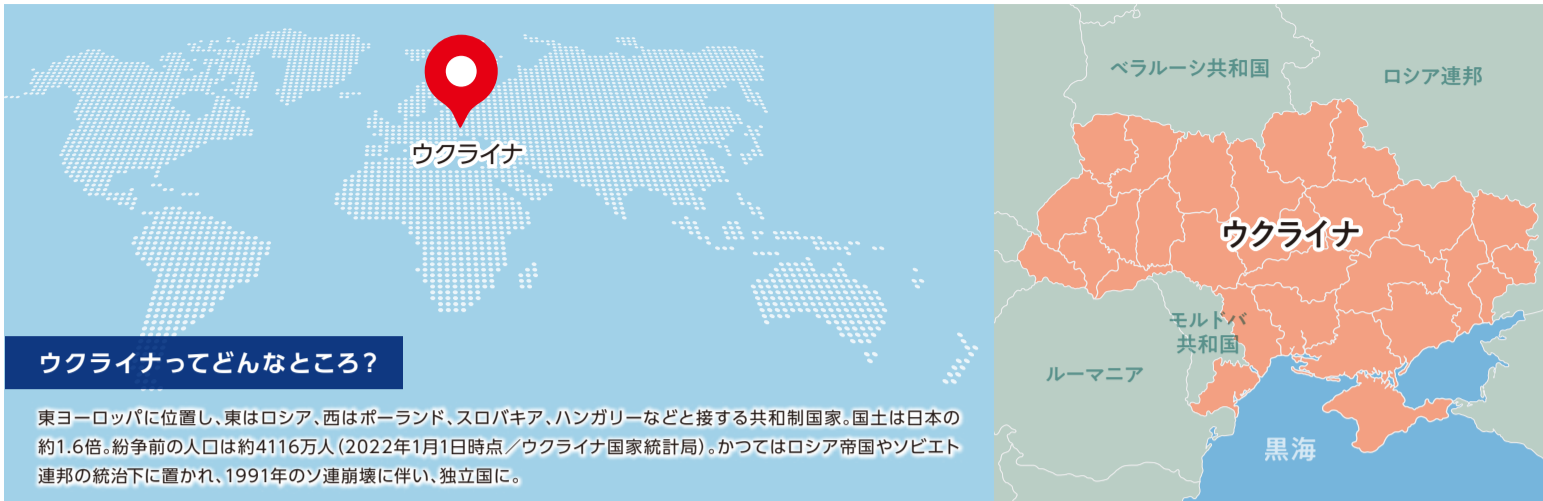 ウクライナ
ウクライナってどんなところ？
東ヨーロッパに位置し、東はロシア、西はポーランド、スロバキア、ハンガリーなどと接する共和制国家。国土は日本の
約1.6倍。紛争前の人口は約4116万人（2022年1月1日時点／ウクライナ国家統計局）。かつてはロシア帝国やソビエト
連邦の統治下に置かれ、1991年のソ連崩壊に伴い、独立国に。
ベラルーシ共和国
ロシア連邦
ウクライナ
モルドバ
共和国
ルーマニア
黒海